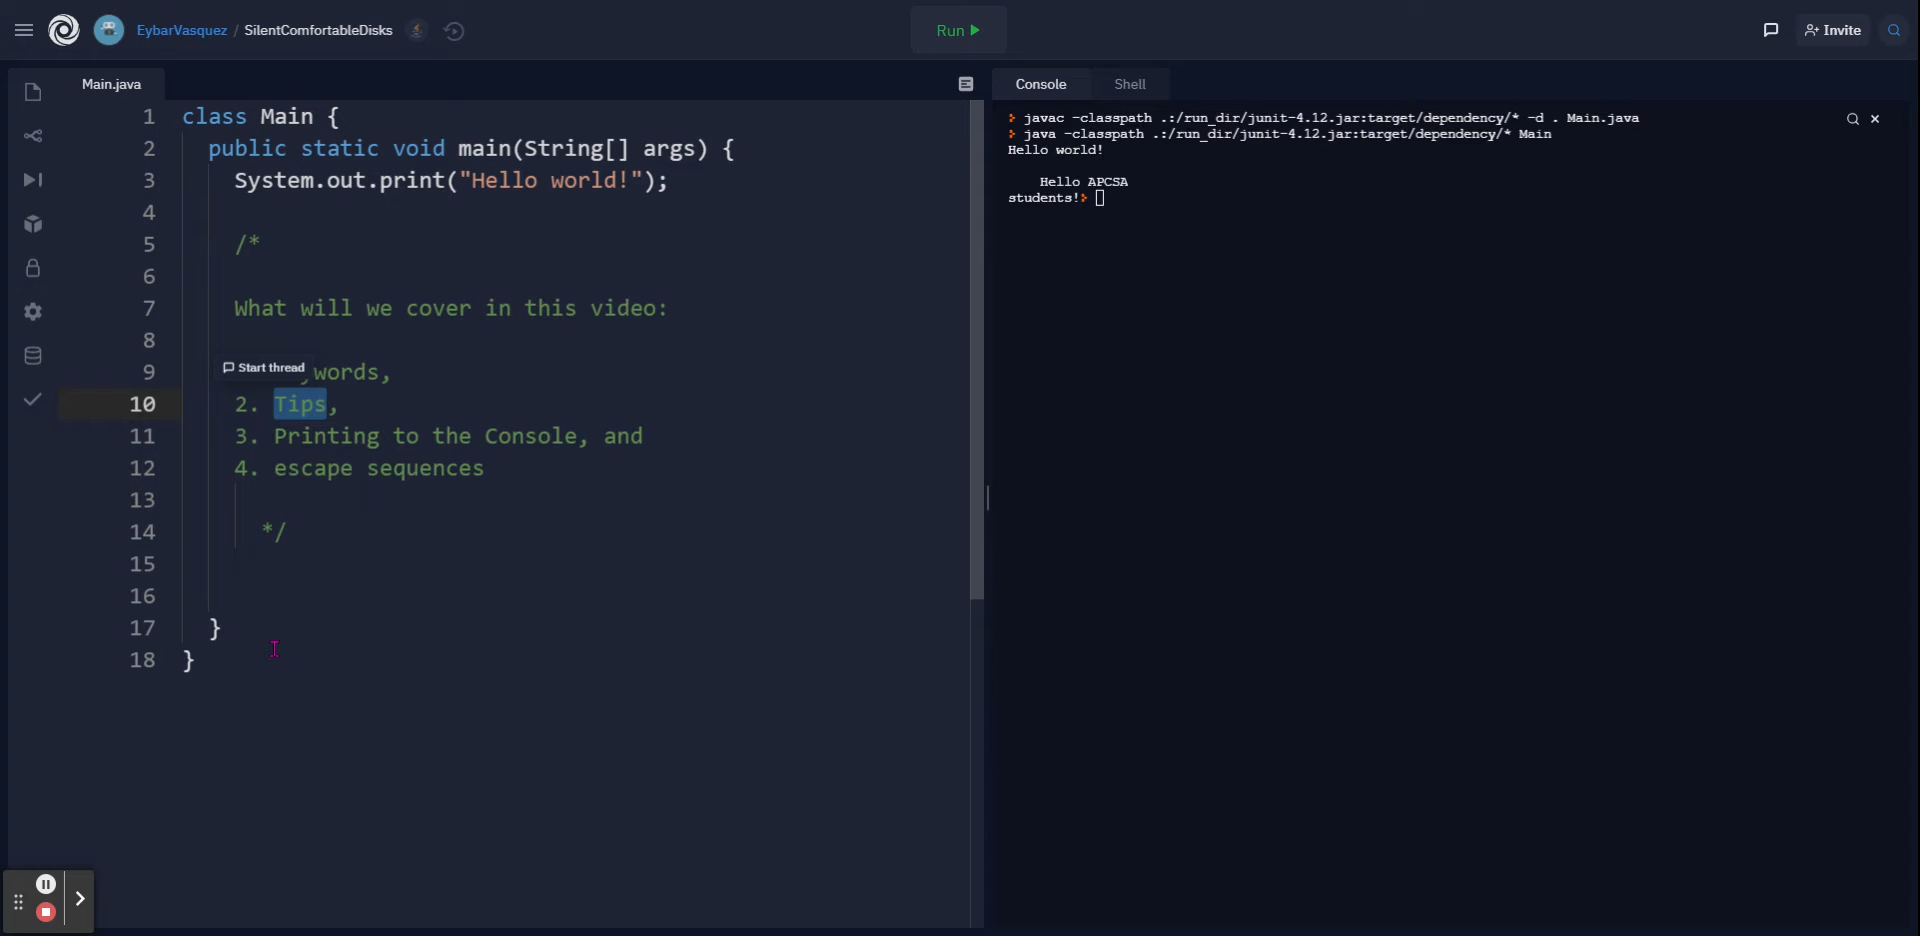 EybarVasquez / SilentComfortableDisks
Run
Invite
Main.java
1 class Main {
2 public static void main(String[] args) {
3 System.out.print("Hello world!");
4
5 /*
6
7 What will we cover in this video:
8
Start thread
9 ywords,
10 2. Tips,
11 3. Printing to the Console, and
12 4. escape sequences
13
14 */
15
16
17 }
18 }
Console Shell
javac -classpath .:/run_dir/junit-4.12.jar:target/dependency/* -d . Main.java
java -classpath .:/run_dir/junit-4.12.jar:target/dependency/* Main
Hello world!
Hello APCSA
students!